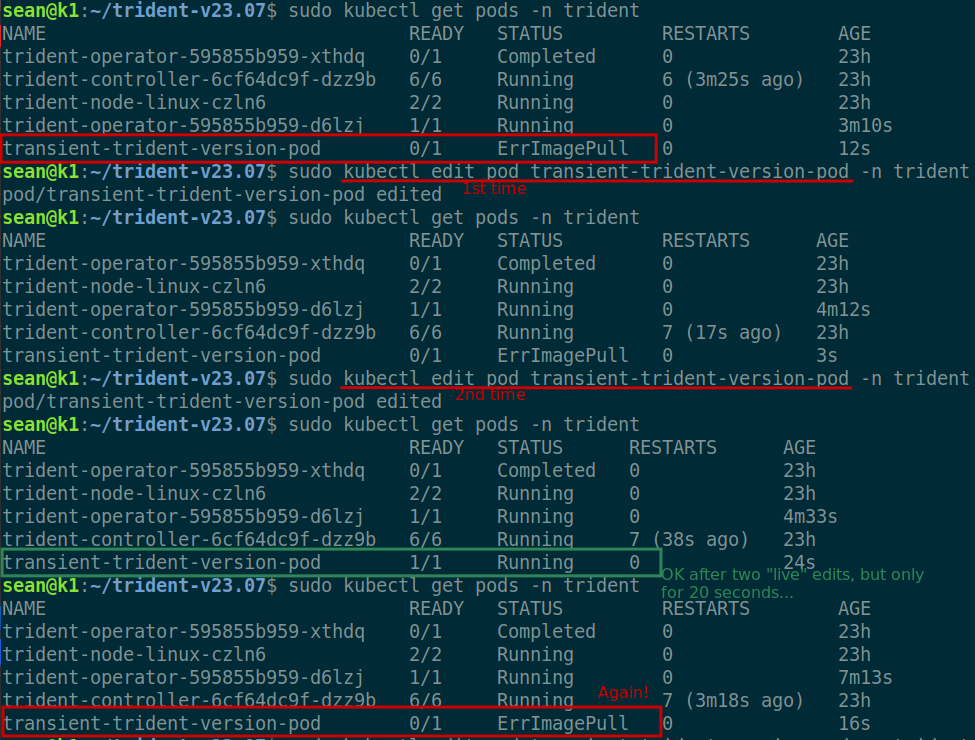 sean@k1:~/trident-v23.07$ sudo kubectl get pods -n trident
NAME READY STATUS RESTARTS AGE
trident-operator-595855b959-xthdq 0/1 Completed 0 23h
trident-controller-6cf64dc9f-dzz9b 6/6 Running 6 (3m25s ago) 23h
trident-node-linux-czln6 2/2 Running 0 23h
trident-operator-595855b959-d6lzj 1/1 Running 0 3m10s
transient-trident-version-pod 0/1 ErrImagePull 0 12s
sean@k1:~/trident-v23.07$ sudo kubectl edit pod transient-trident-version-pod -n trident
1st time
pod/transient-trident-version-pod edited
sean@k1:~/trident-v23.07$ sudo kubectl get pods -n trident
NAME READY STATUS RESTARTS AGE
trident-operator-595855b959-xthdq 0/1 Completed 0 23h
trident-node-linux-czln6 2/2 Running 0 23h
trident-operator-595855b959-d6lzj 1/1 Running 0 4m12s
trident-controller-6cf64dc9f-dzz9b 6/6 Running 7 (17s ago) 23h
transient-trident-version-pod 0/1 ErrImagePull 0 3s
sean@k1:~/trident-v23.07$ sudo kubectl edit pod transient-trident-version-pod -n trident
2nd time
pod/transient-trident-version-pod edited
sean@k1:~/trident-v23.07$ sudo kubectl get pods -n trident
NAME READY STATUS RESTARTS AGE
trident-operator-595855b959-xthdq 0/1 Completed 0 23h
trident-node-linux-czln6 2/2 Running 0 23h
trident-operator-595855b959-d6lzj 1/1 Running 0 4m33s
trident-controller-6cf64dc9f-dzz9b 6/6 Running 7 (38s ago) 23h
transient-trident-version-pod 1/1 Running 0 24s
OK after two "live" edits, but only
for 20 seconds...
sean@k1:~/trident-v23.07$ sudo kubectl get pods -n trident
NAME READY STATUS RESTARTS AGE
trident-operator-595855b959-xthdq 0/1 Completed 0 23h
trident-node-linux-czln6 2/2 Running 0 23h
trident-operator-595855b959-d6lzj 1/1 Running 0 7m13s
Again!
trident-controller-6cf64dc9f-dzz9b 6/6 Running 7 (3m18s ago) 23h
transient-trident-version-pod 0/1 ErrImagePull 0 16s